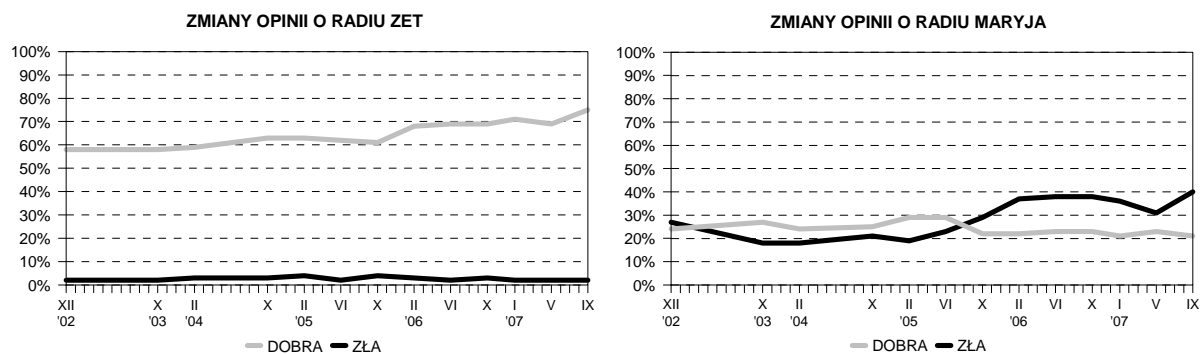 ZMIANY OPINII O RADIU ZET
100%
90%
80%
70%
60%
50%
40%
30%
20%
10%
0%
XII X II X II VI X II VI X I V IX
'02 '03 '04 '05 '06 '07
DOBRA ZŁA
ZMIANY OPINII O RADIU MARYJA
100%
90%
80%
70%
60%
50%
40%
30%
20%
10%
0%
XII X II X II VI X II VI X I V IX
'02 '03 '04 '05 '06 '07
DOBRA ZŁA